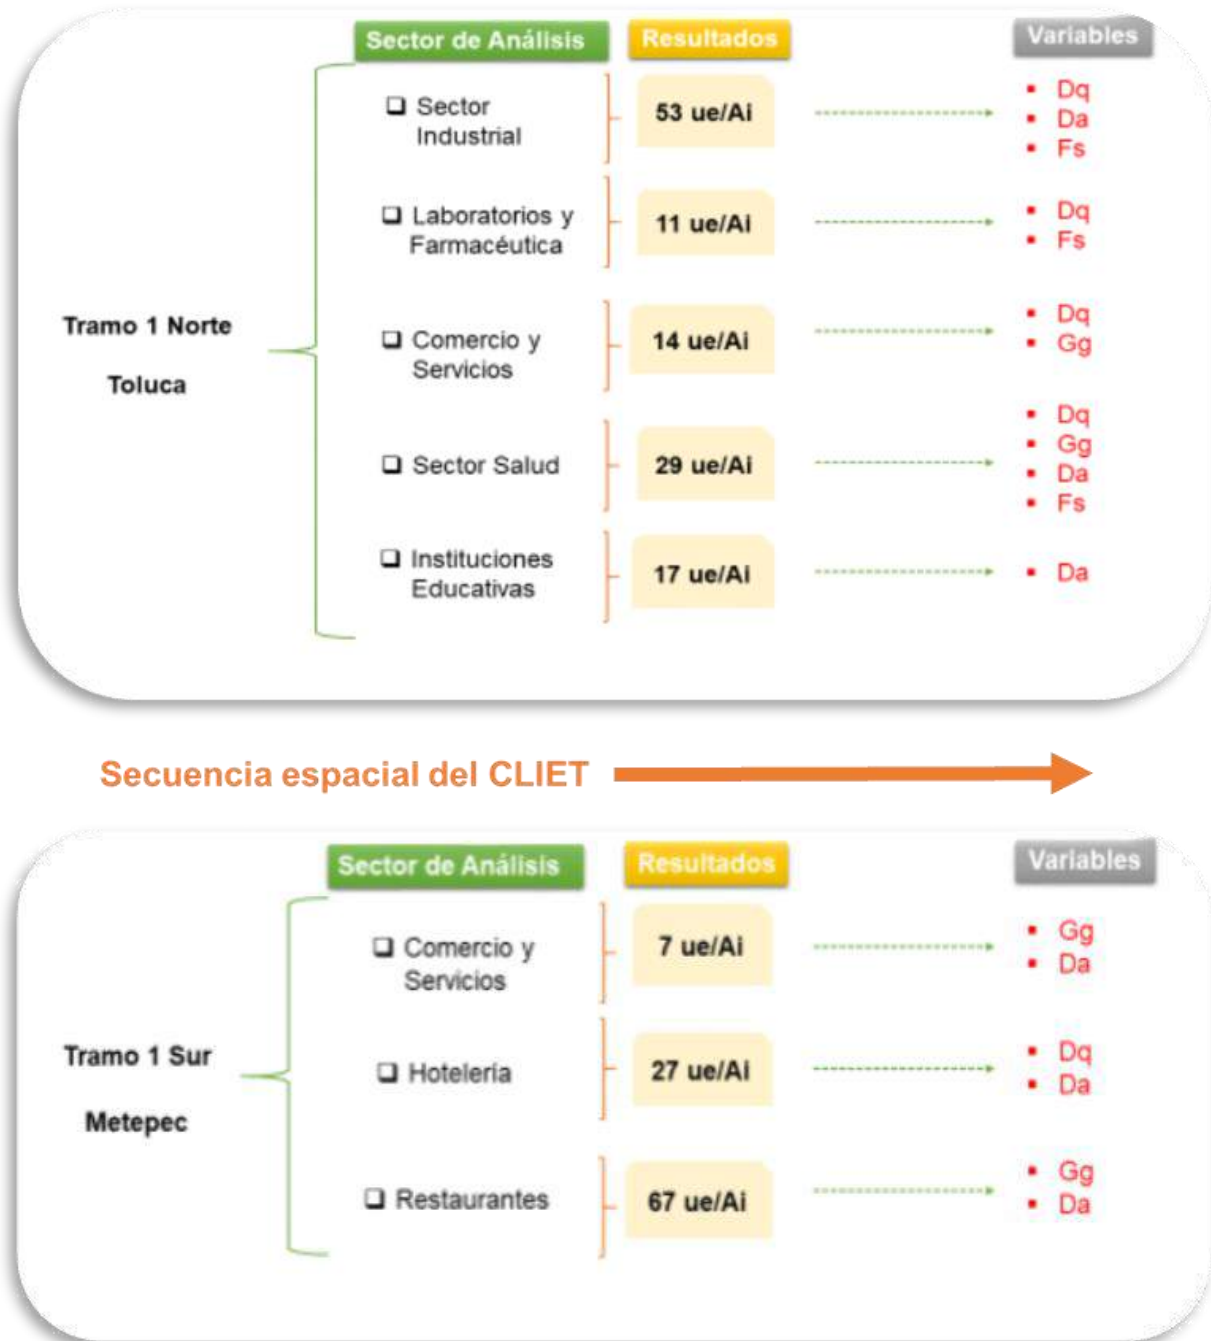 Sector de Análisis
Resultados
Variables
Tramo 1 Norte
Toluca
Sector
Industrial
53 ue/Ai
Dq
Da
Fs
Laboratorios y
Farmacéutica
11 ue/Ai
Dq
Fs
Comercio y
Servicios
14 ue/Ai
Dq
Gg
Sector Salud
29 ue/Ai
Dq
Gg
Da
Fs
Instituciones
Educativas
17 ue/Ai
Da
Secuencia espacial del CLIET
Sector de Análisis
Resultados
Variables
Tramo 1 Sur
Metepec
Comercio y
Servicios
7 ue/Ai
Gg
Da
Hotelería
27 ue/Ai
Dq
Da
Restaurantes
67 ue/Ai
Gg
Da